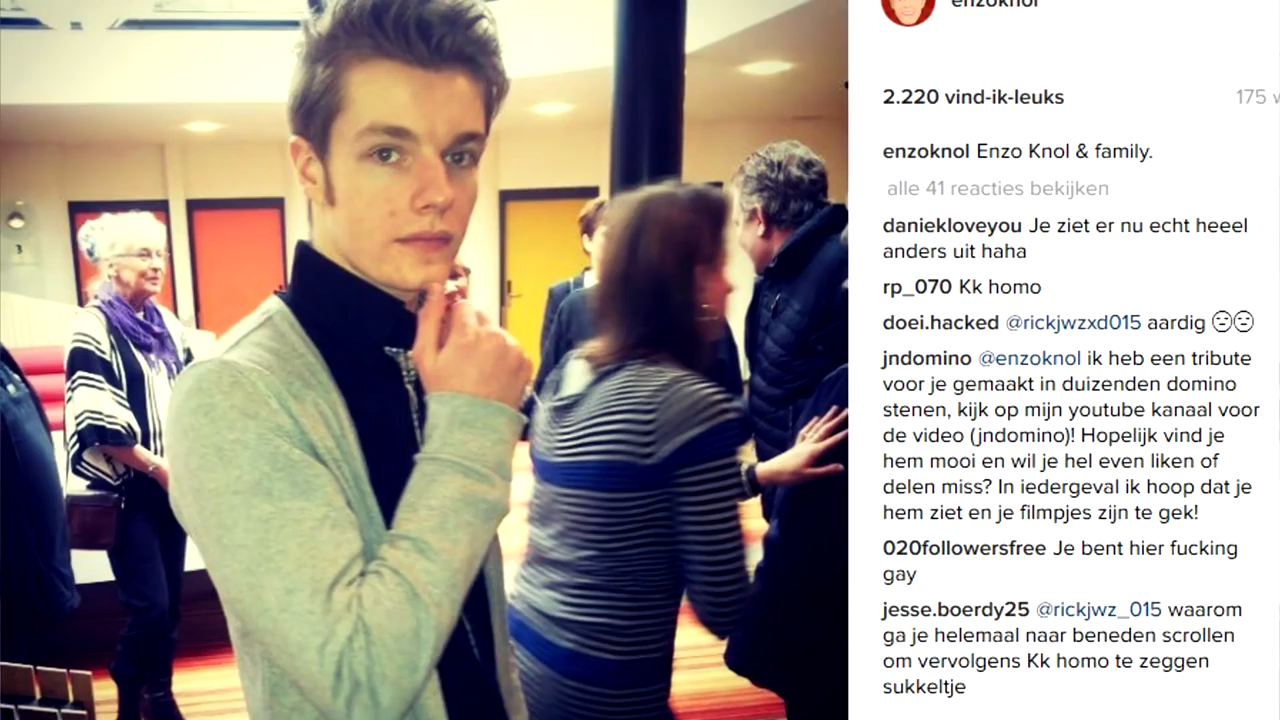 enzoknol
2.220 vind-ik-leuks
175 w
enzoknol Enzo Knol & family.
alle 41 reacties bekijken
daniekloveyou Je ziet er nu echt heeel
anders uit haha
rp_070 Kk homo
doei.hacked @rickjwzxd015 aardig 😑😑
jndomino @enzoknol ik heb een tribute
voor je gemaakt in duizenden domino
stenen, kijk op mijn youtube kanaal voor
de video (jndomino)! Hopelijk vind je
hem mooi en wil je hel even liken of
delen miss? In iedergeval ik hoop dat je
hem ziet en je filmpjes zijn te gek!
020followersfree Je bent hier fucking
gay
jesse.boerdy25 @rickjwz_015 waarom
ga je helemaal naar beneden scrollen
om vervolgens Kk homo te zeggen
sukkeltje
3